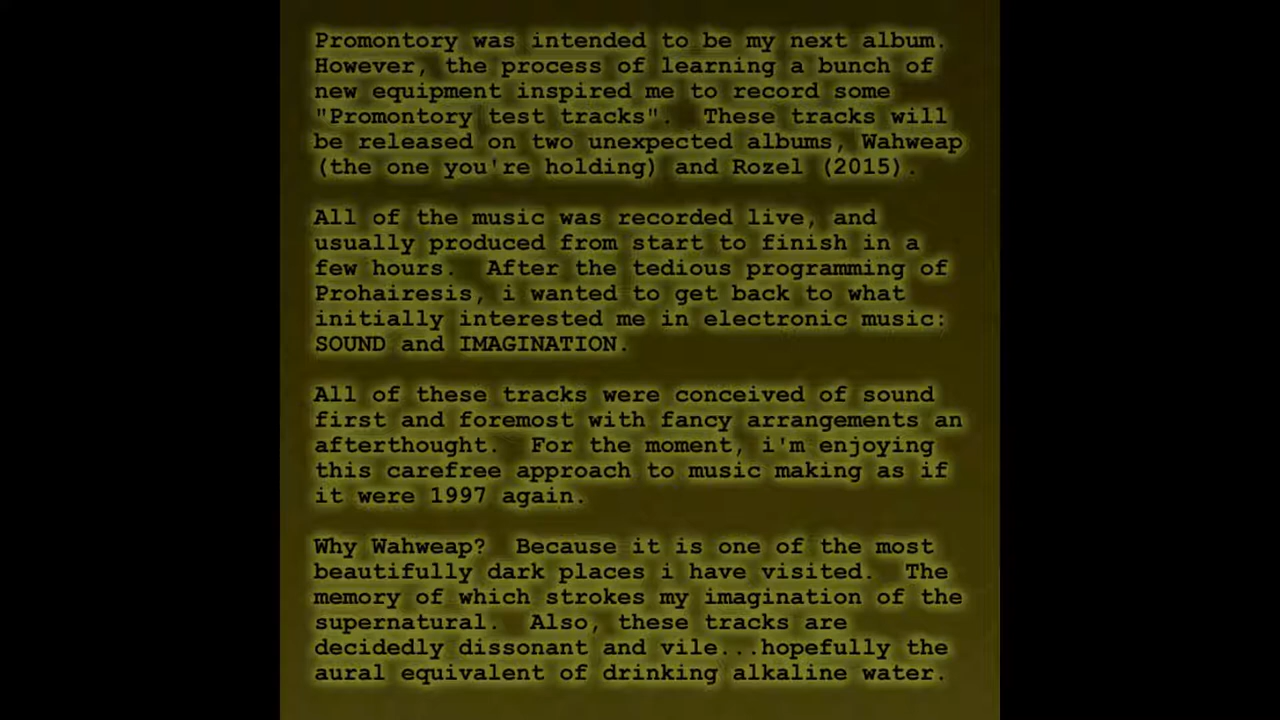 Promontory was intended to be my next album.
However, the process of learning a bunch of
new equipment inspired me to record some
"Promontory test tracks".  These tracks will
be released on two unexpected albums, Wahweap
(the one you're holding) and Rozel (2015).
All of the music was recorded live, and
usually produced from start to finish in a
few hours.  After the tedious programming of
Prohairesis, i wanted to get back to what
initially interested me in electronic music:
SOUND and IMAGINATION.
All of these tracks were conceived of sound
first and foremost with fancy arrangements an
afterthought.  For the moment, i'm enjoying
this carefree approach to music making as if
it were 1997 again.
Why Wahweap?  Because it is one of the most
beautifully dark places i have visited.  The
memory of which strokes my imagination of the
supernatural.  Also, these tracks are
decidedly dissonant and vile...hopefully the
aural equivalent of drinking alkaline water.